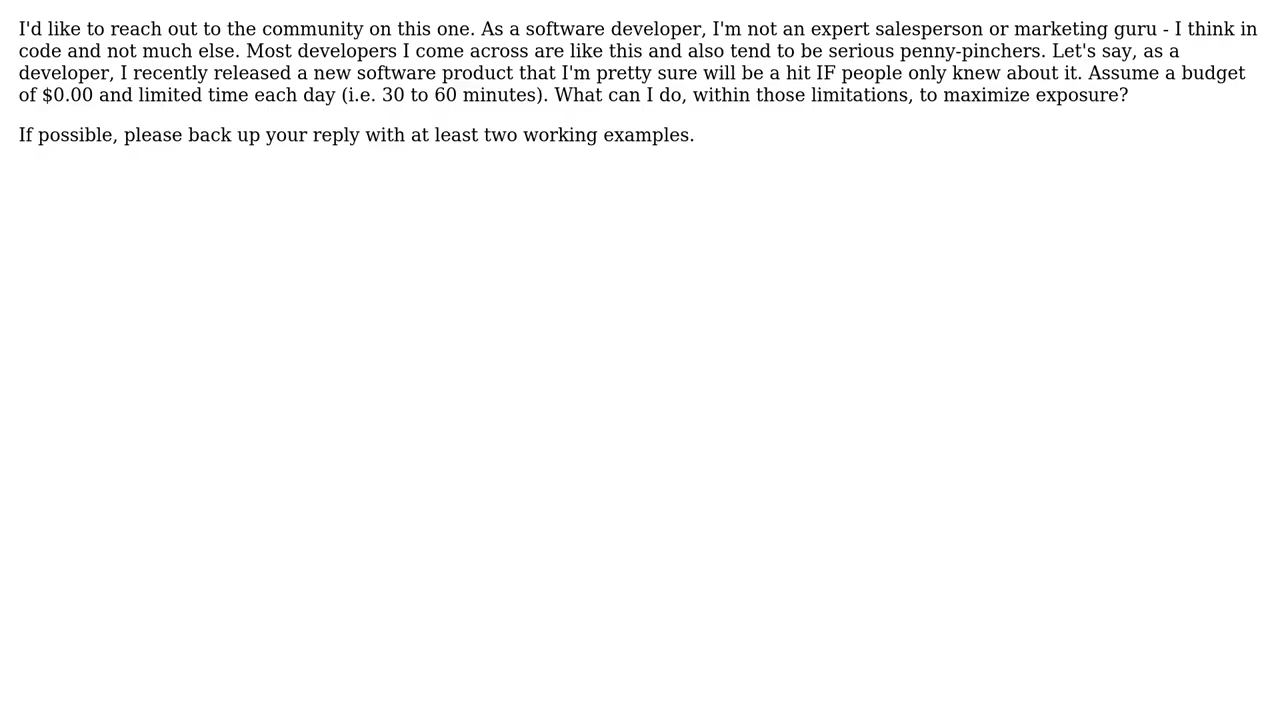 I'd like to reach out to the community on this one. As a software developer, I'm not an expert salesperson or marketing guru - I think in
code and not much else. Most developers I come across are like this and also tend to be serious penny-pinchers. Let's say, as a
developer, I recently released a new software product that I'm pretty sure will be a hit IF people only knew about it. Assume a budget
of $0.00 and limited time each day (i.e. 30 to 60 minutes). What can I do, within those limitations, to maximize exposure?
If possible, please back up your reply with at least two working examples.